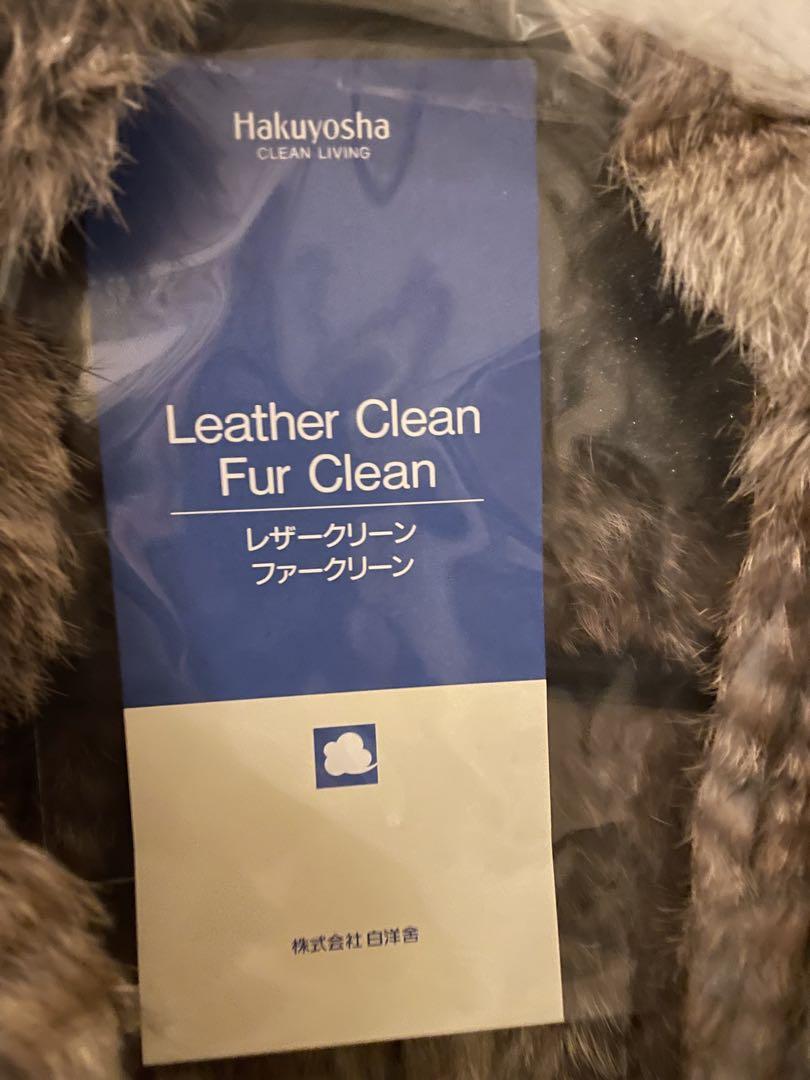 Hakuyosha
CLEAN LIVING
Leather Clean
Fur Clean
レザークリーン
ファークリーン
株式会社 白洋舍